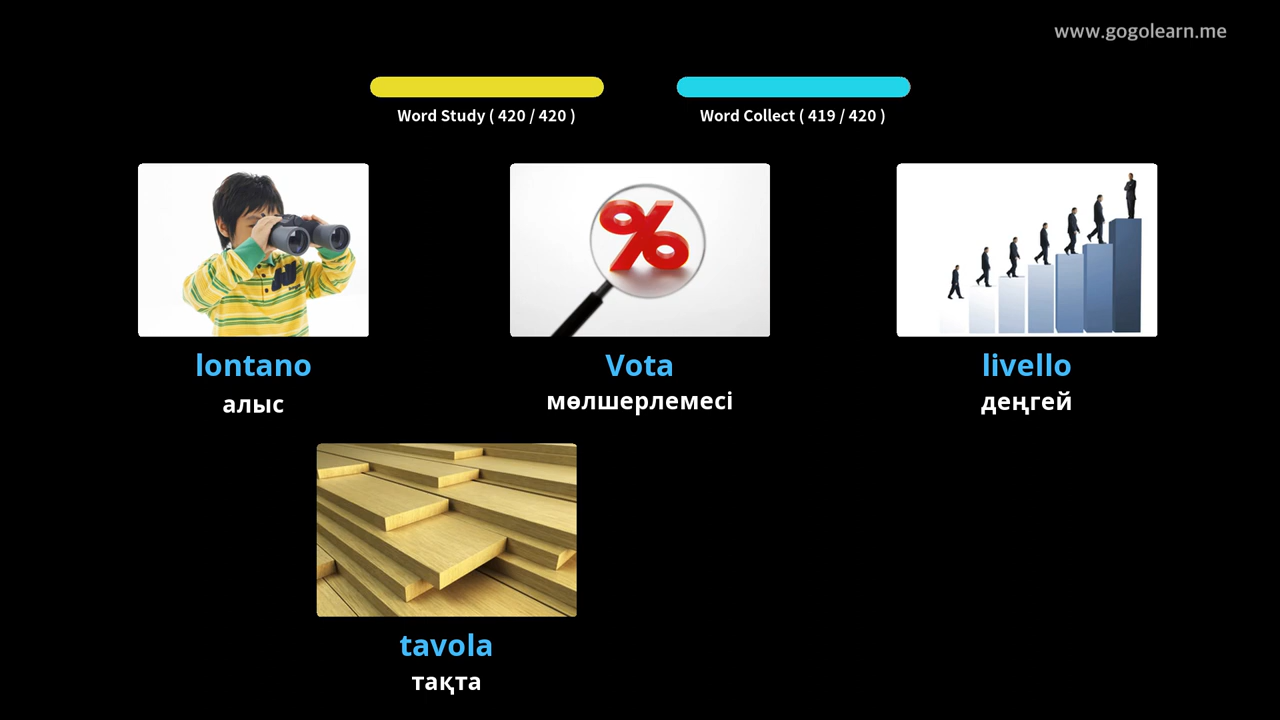 www.gogolearn.me
Word Study ( 420 / 420 )
Word Collect ( 419 / 420 )
lontano
алыс
Vota
мөлшерлемесі
livello
деңгей
tavola
тақта